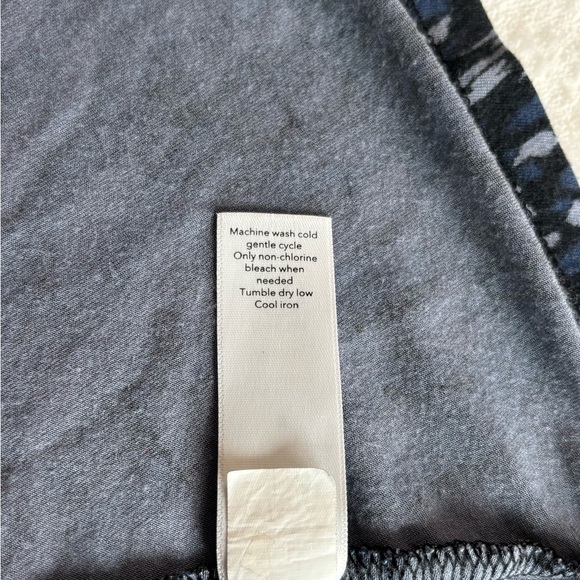 Machine wash cold
gentle cycle
Only non-chlorine
bleach when
needed
Tumble dry low
Cool iron